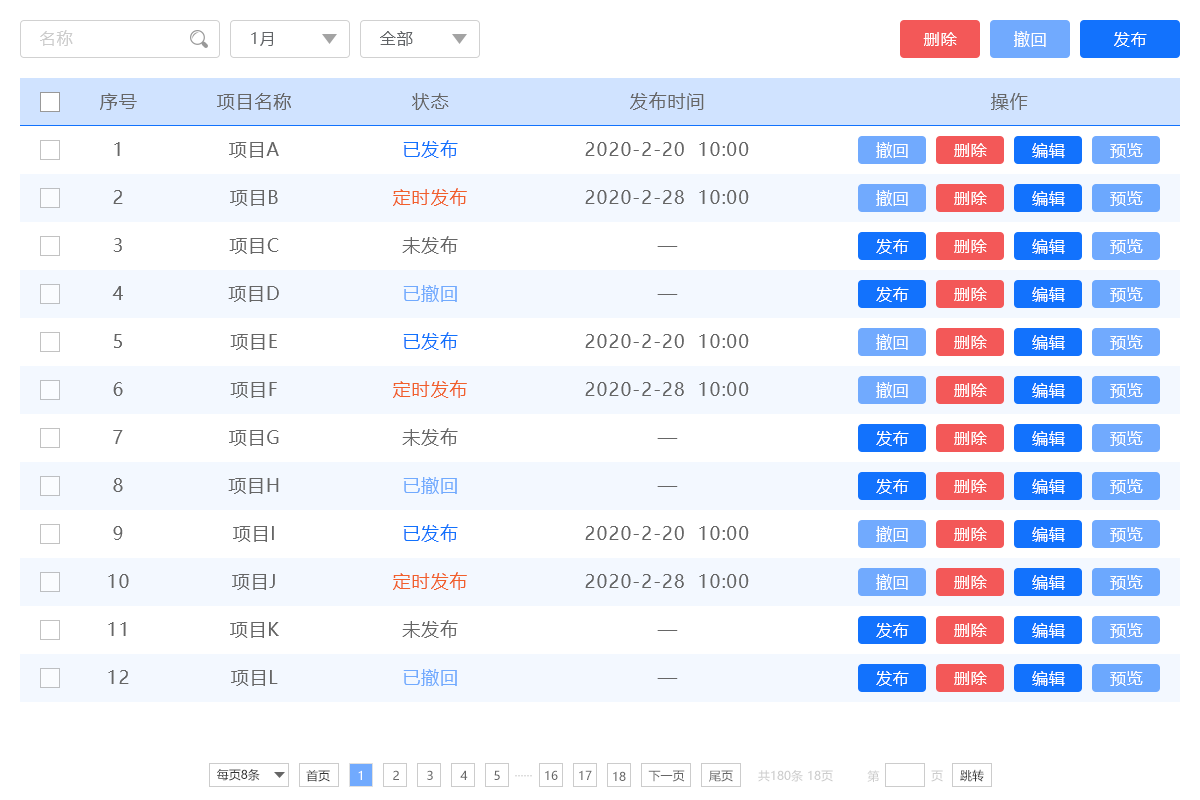 名称 1月 全部 删除 撤回 发布
序号 项目名称 状态 发布时间 操作
1 项目A 已发布 2020-2-20 10:00 撤回 删除 编辑 预览
2 项目B 定时发布 2020-2-28 10:00 撤回 删除 编辑 预览
3 项目C 未发布 — 发布 删除 编辑 预览
4 项目D 已撤回 — 发布 删除 编辑 预览
5 项目E 已发布 2020-2-20 10:00 撤回 删除 编辑 预览
6 项目F 定时发布 2020-2-28 10:00 撤回 删除 编辑 预览
7 项目G 未发布 — 发布 删除 编辑 预览
8 项目H 已撤回 — 发布 删除 编辑 预览
9 项目I 已发布 2020-2-20 10:00 撤回 删除 编辑 预览
10 项目J 定时发布 2020-2-28 10:00 撤回 删除 编辑 预览
11 项目K 未发布 — 发布 删除 编辑 预览
12 项目L 已撤回 — 发布 删除 编辑 预览
每页8条 首页 1 2 3 4 5 ······ 16 17 18 下一页 尾页 共180条 18页 第 页 跳转